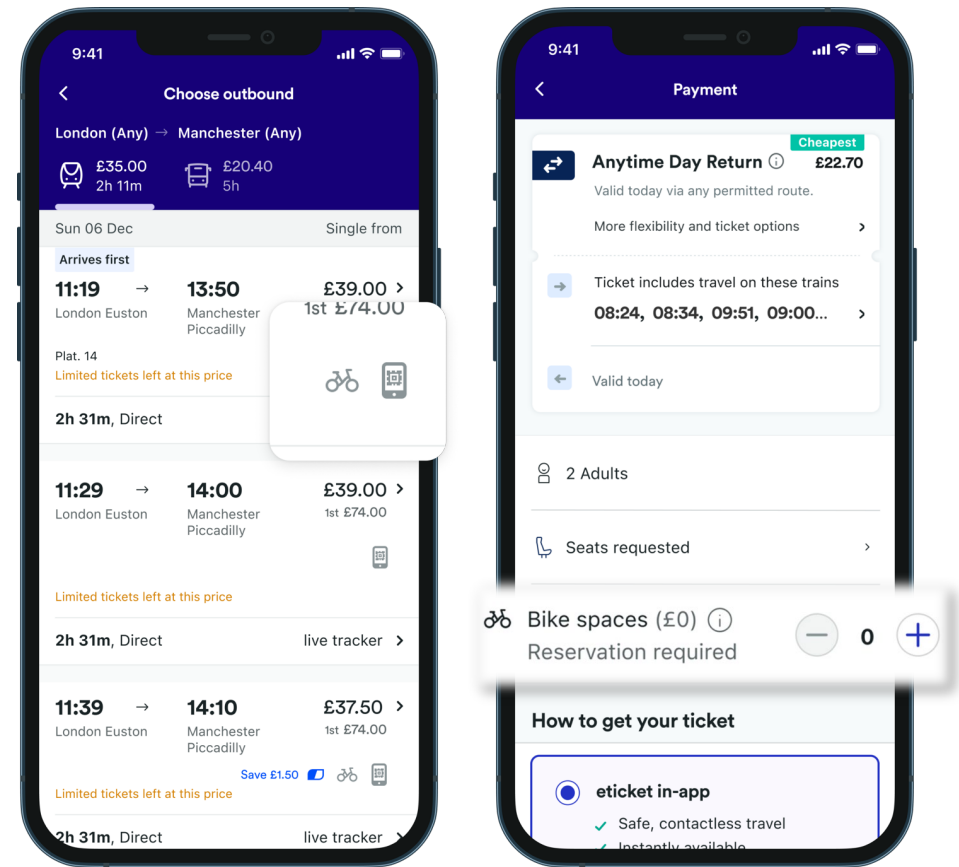 9:41
Choose outbound
London (Any) → Manchester (Any)
£35.00
2h 11m
£20.40
5h
Sun 06 Dec Single from
Arrives first
11:19 → 13:50 £39.00
London Euston Manchester
Piccadilly
1st £74.00
Plat. 14
Limited tickets left at this price
2h 31m, Direct
11:29 → 14:00 £39.00
London Euston Manchester
Piccadilly
1st £74.00
Limited tickets left at this price
2h 31m, Direct live tracker
11:39 → 14:10 £37.50
London Euston Manchester
Piccadilly
1st £74.00
Save £1.50
Limited tickets left at this price
2h 31m, Direct live tracker
9:41
Payment
Cheapest
Anytime Day Return £22.70
Valid today via any permitted route.
More flexibility and ticket options
Ticket includes travel on these trains
08:24, 08:34, 09:51, 09:00...
Valid today
2 Adults
Seats requested
Bike spaces (£0)
Reservation required
0
How to get your ticket
eticket in-app
Safe, contactless travel
Instantly available